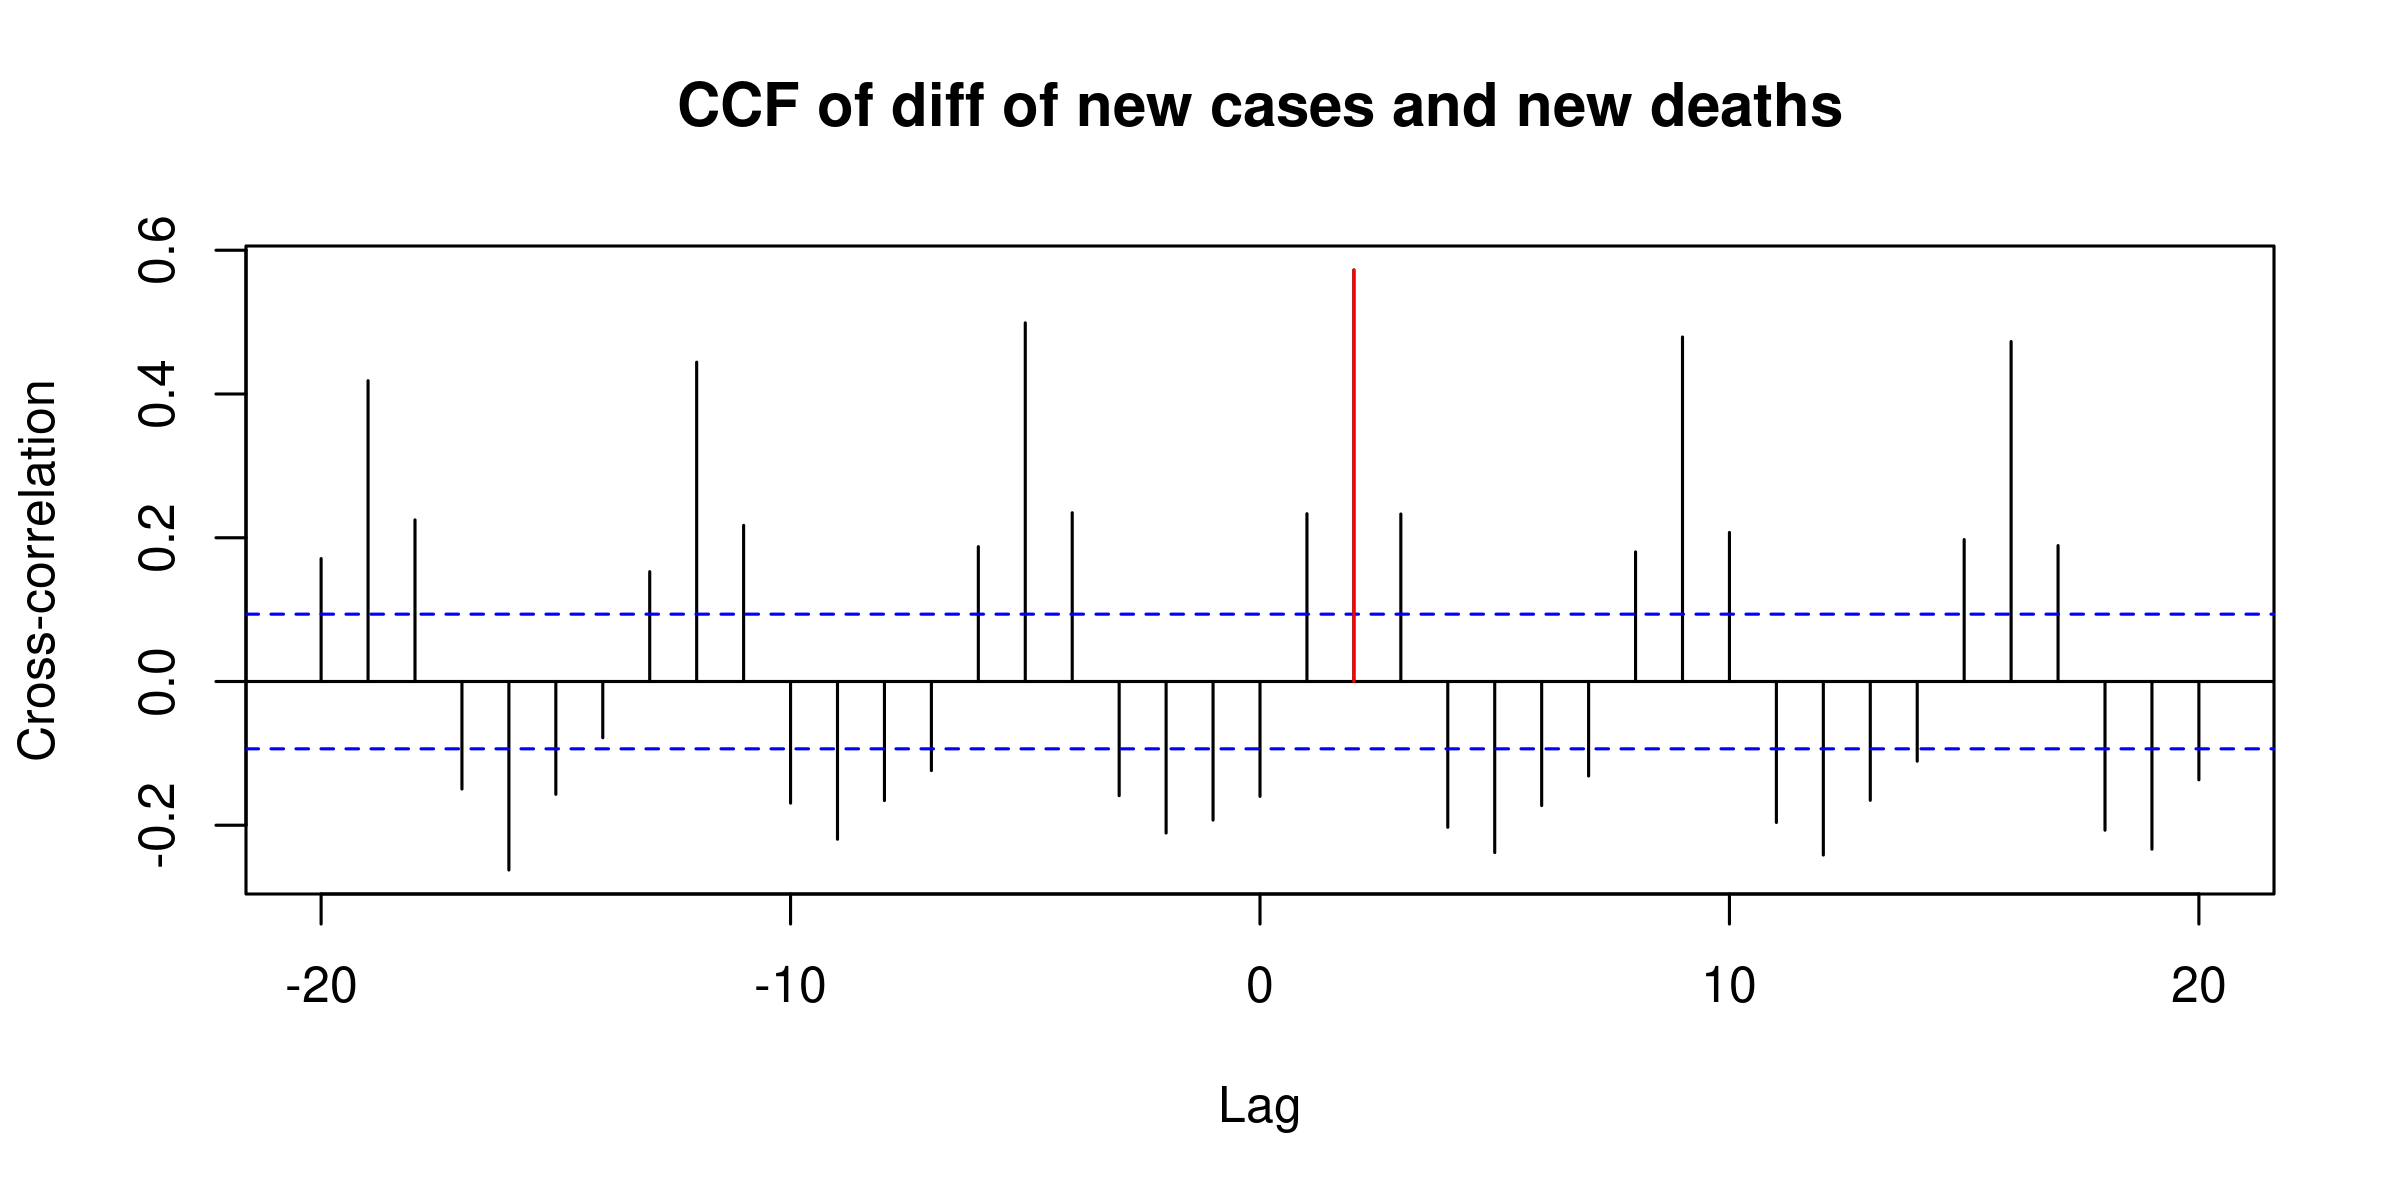 CCF of diff of new cases and new deaths
Cross-correlation
0.6
0.4
0.2
0.0
-0.2
-20 -10 0 10 20
Lag